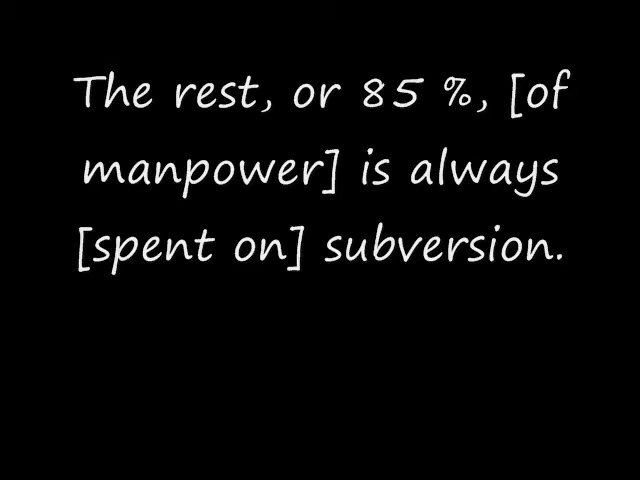 The rest, or 85 %, [of
manpower] is always
[spent on] subversion.